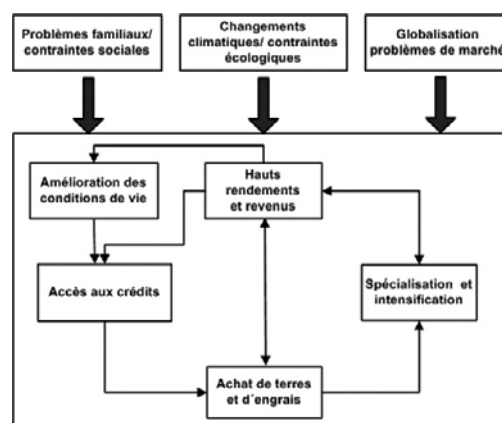 Problèmes familiaux/
contraintes sociales
Changements
climatiques/ contraintes
écologiques
Globalisation
problèmes de marché
Amélioration des
conditions de vie
Hauts
rendements
et revenus
Accès aux crédits
Spécialisation et
intensification
Achat de terres
et d´engrais